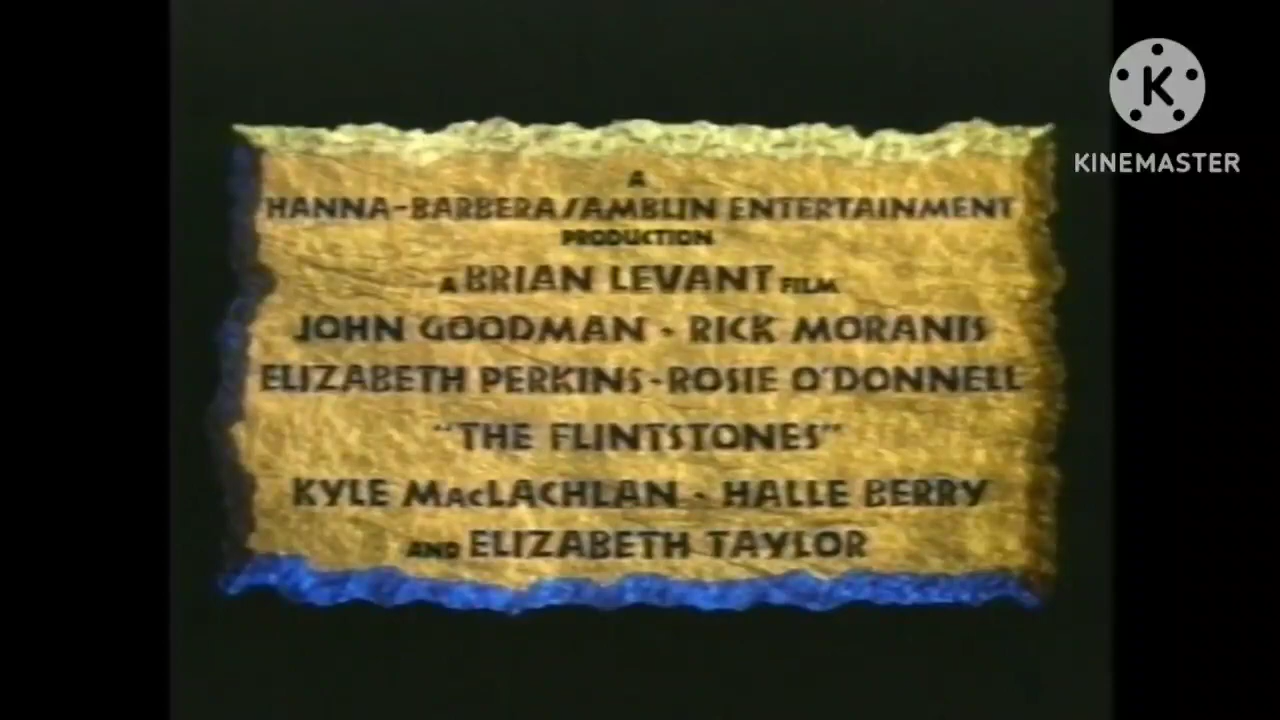 A
HANNA-BARBERA/AMBLIN ENTERTAINMENT
PRODUCTION
A BRIAN LEVANT FILM
JOHN GOODMAN · RICK MORANIS
ELIZABETH PERKINS · ROSIE O'DONNELL
"THE FLINTSTONES"
KYLE MacLACHLAN · HALLE BERRY
AND ELIZABETH TAYLOR
K
KINEMASTER